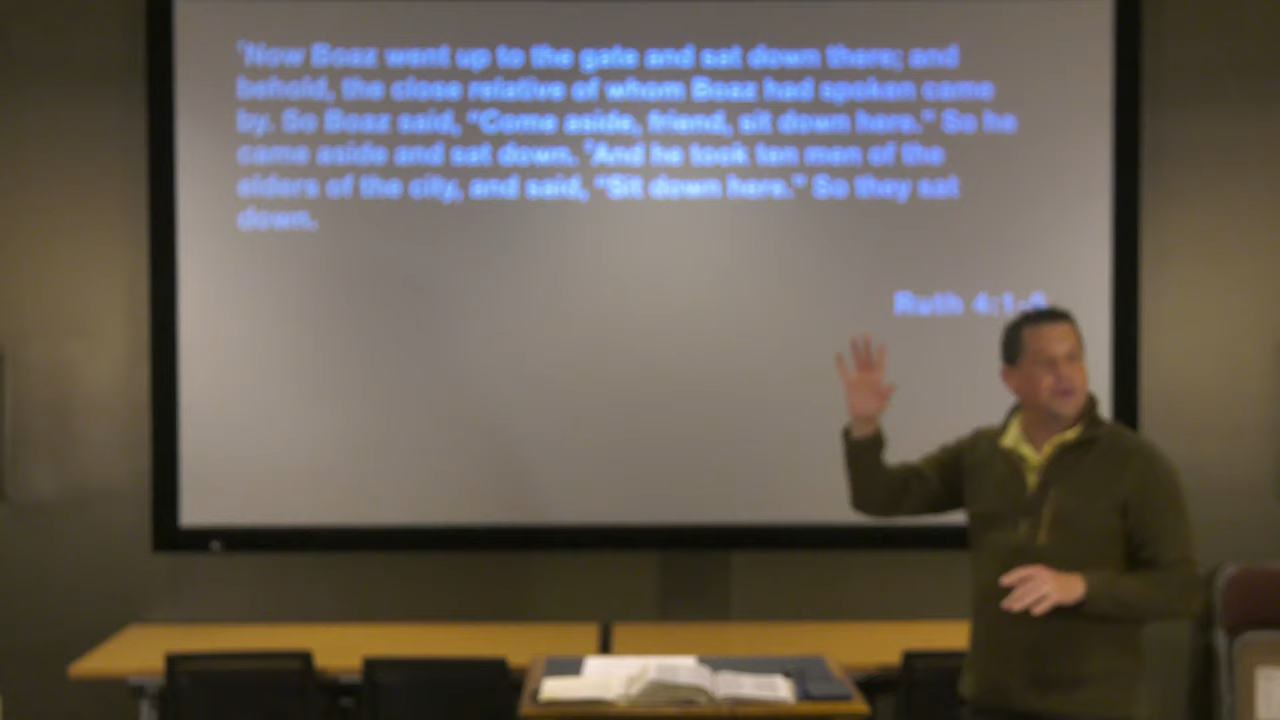 ¹Now Boaz went up to the gate and sat down there; and
behold, the close relative of whom Boaz had spoken came
by. So Boaz said, “Come aside, friend, sit down here.” So he
came aside and sat down. ²And he took ten men of the
elders of the city, and said, “Sit down here.” So they sat
down.
Ruth 4:1-